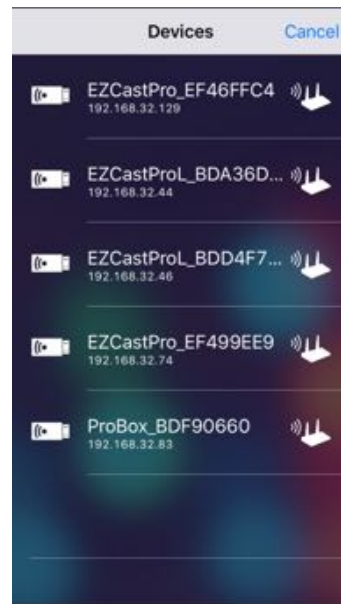 Devices Cancel
EZCastPro_EF46FFC4
192.168.32.129
EZCastProL_BDA36D...
192.168.32.44
EZCastProL_BDD4F7...
192.168.32.46
EZCastPro_EF499EE9
192.168.32.74
ProBox_BDF90660
192.168.32.83